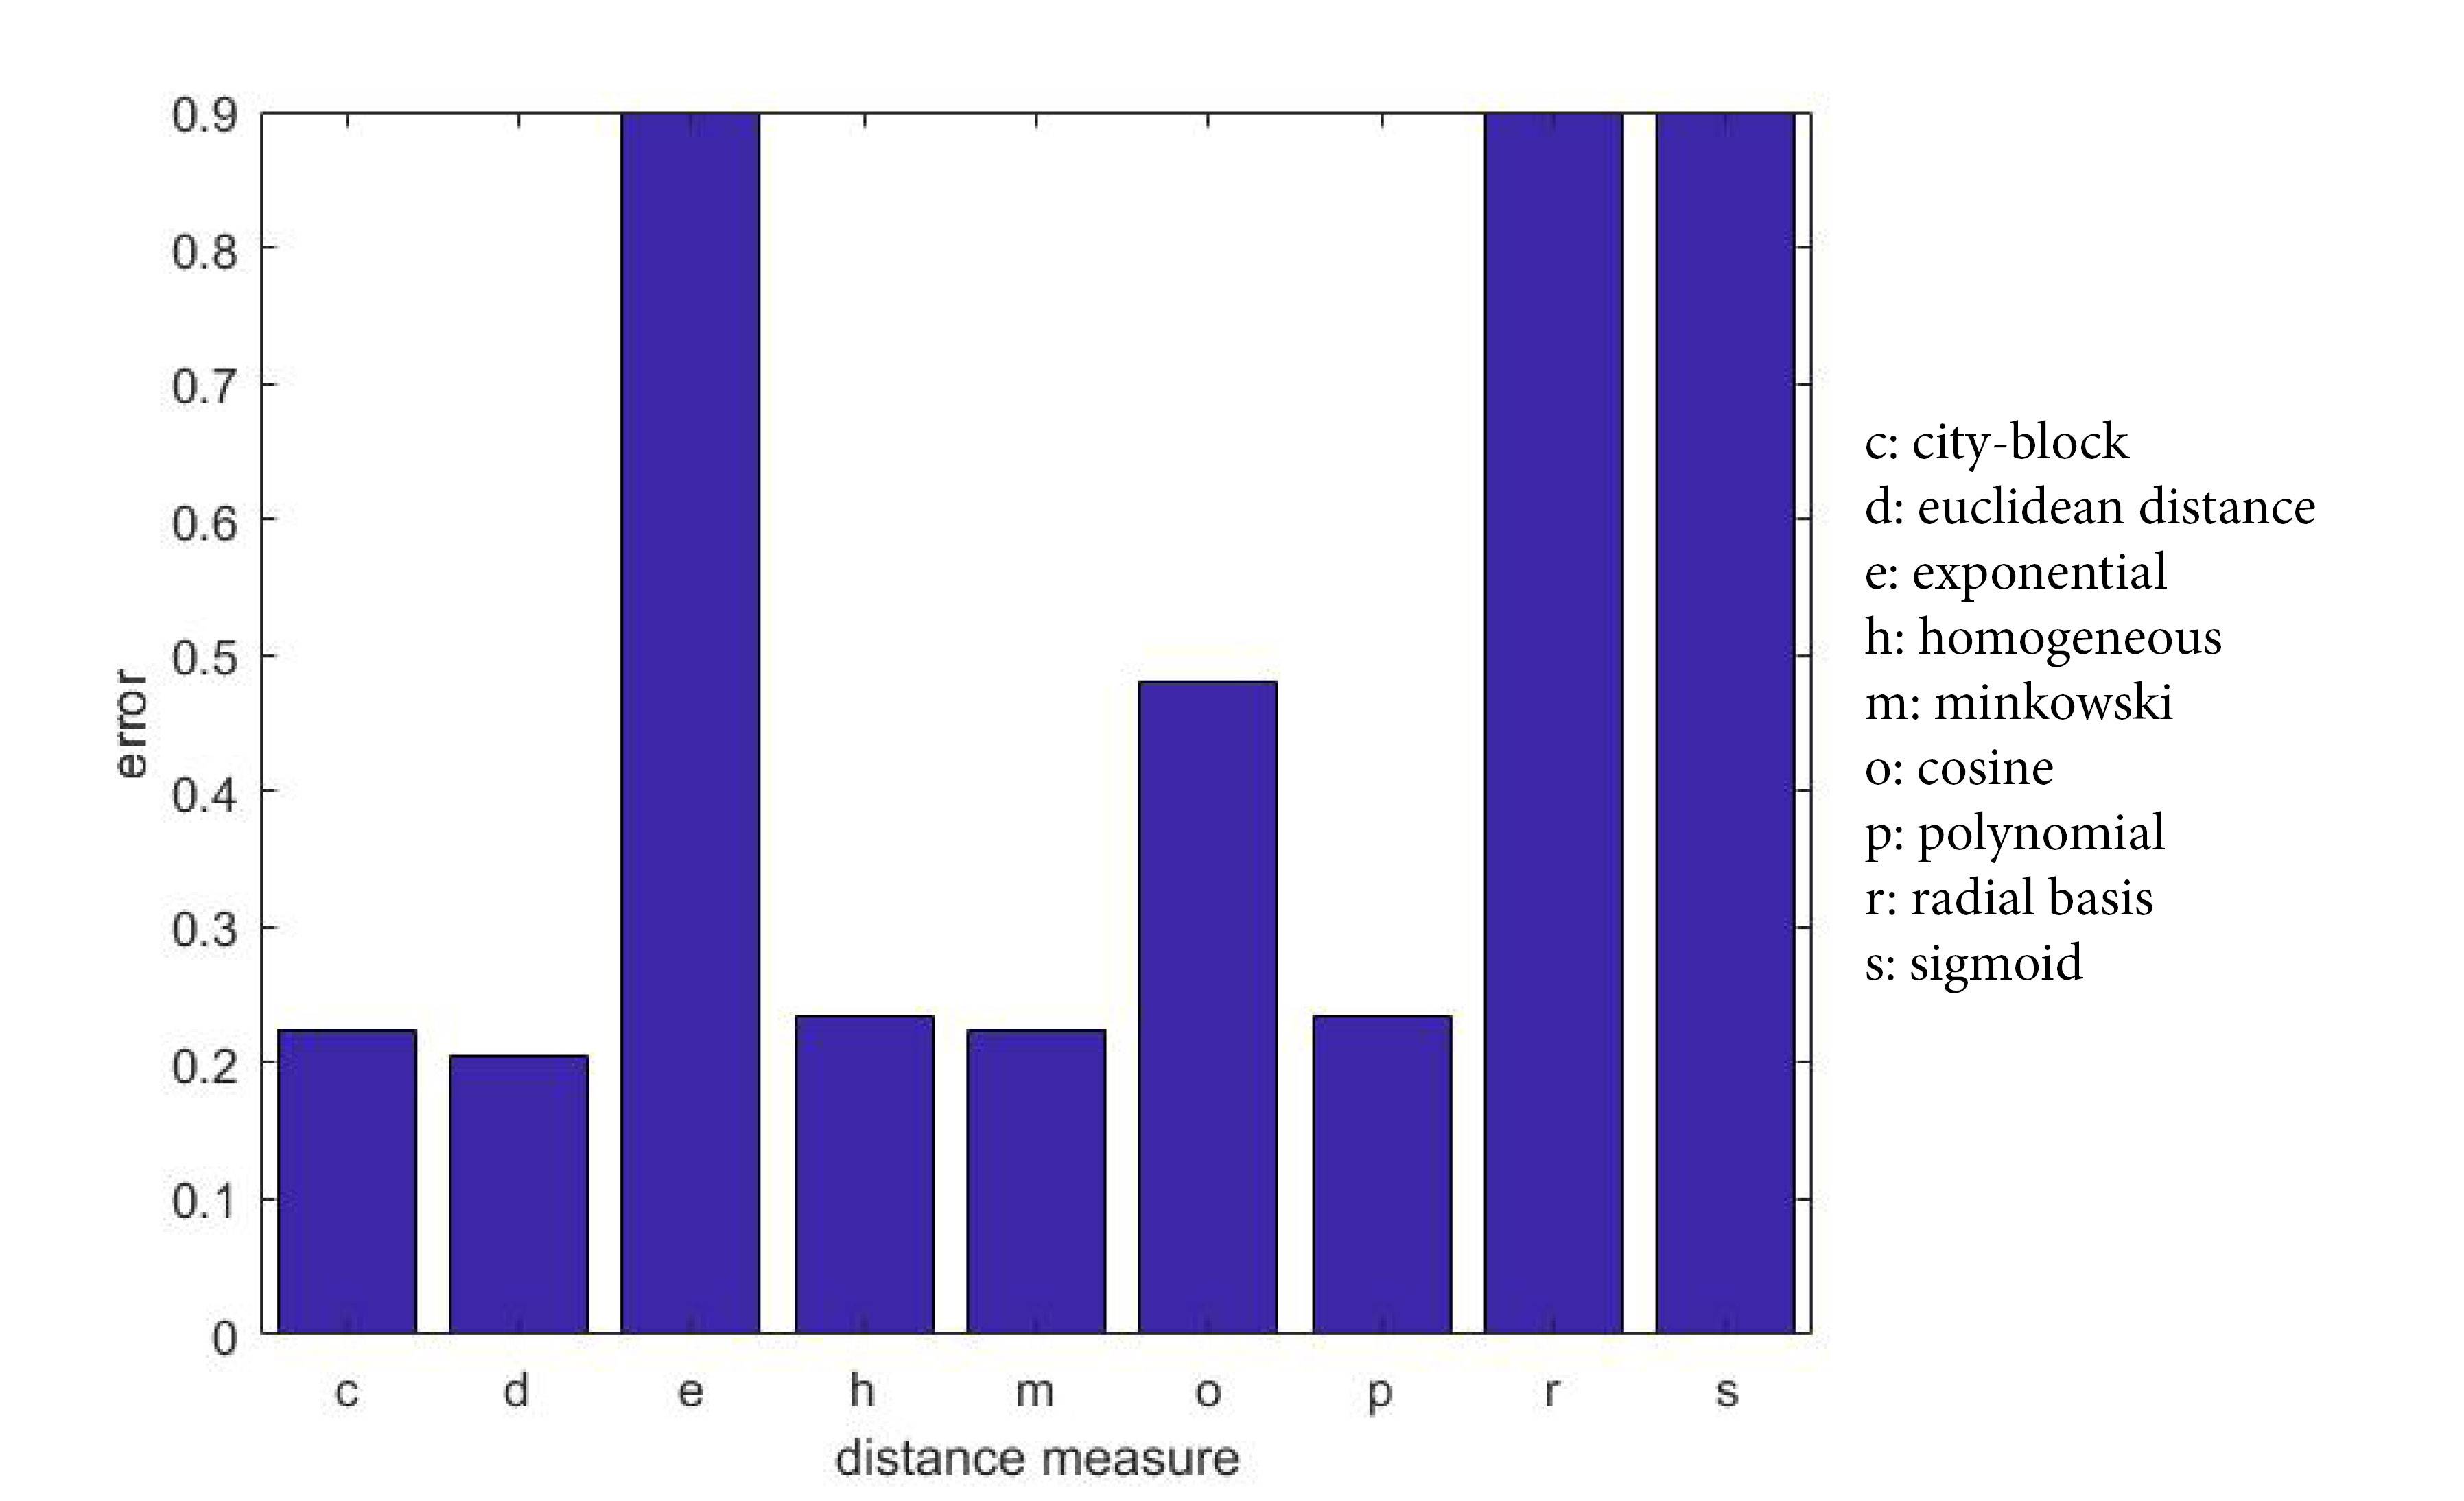 0.9
0.8
0.7
0.6
0.5
0.4
0.3
0.2
0.1
0
error
c d e h m o p r s
distance measure
c: city-block
d: euclidean distance
e: exponential
h: homogeneous
m: minkowski
o: cosine
p: polynomial
r: radial basis
s: sigmoid